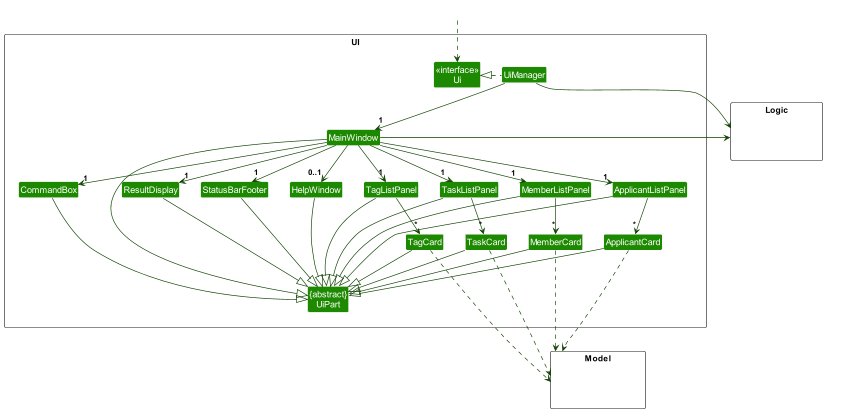 UI
«interface»
Ui
UiManager
Logic
1
MainWindow
1
1
1
0..1
1
1
1
1
CommandBox
ResultDisplay
StatusBarFooter
HelpWindow
TagListPanel
TaskListPanel
MemberListPanel
ApplicantListPanel
*
*
*
*
TagCard
TaskCard
MemberCard
ApplicantCard
{abstract}
UiPart
Model